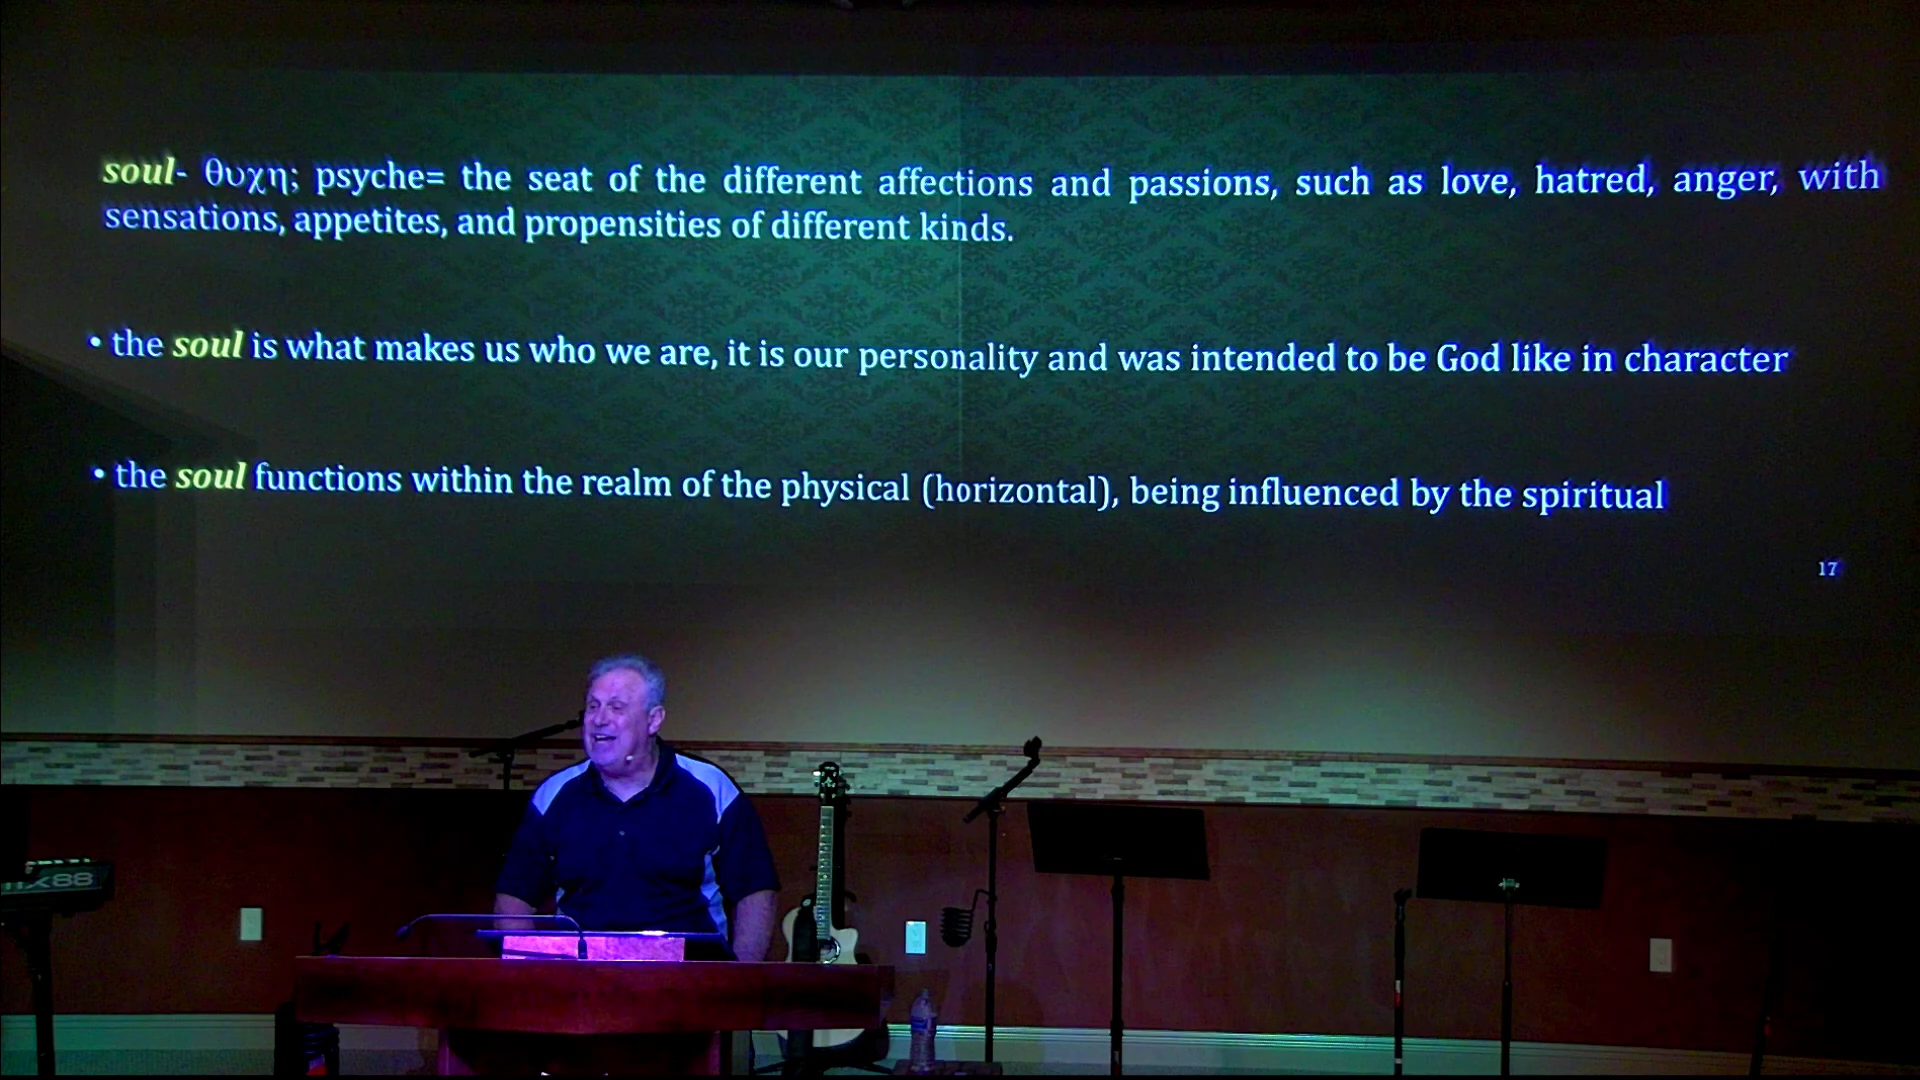 soul- θυχη; psyche= the seat of the different affections and passions, such as love, hatred, anger, with
sensations, appetites, and propensities of different kinds.
• the soul is what makes us who we are, it is our personality and was intended to be God like in character
• the soul functions within the realm of the physical (horizontal), being influenced by the spiritual
17